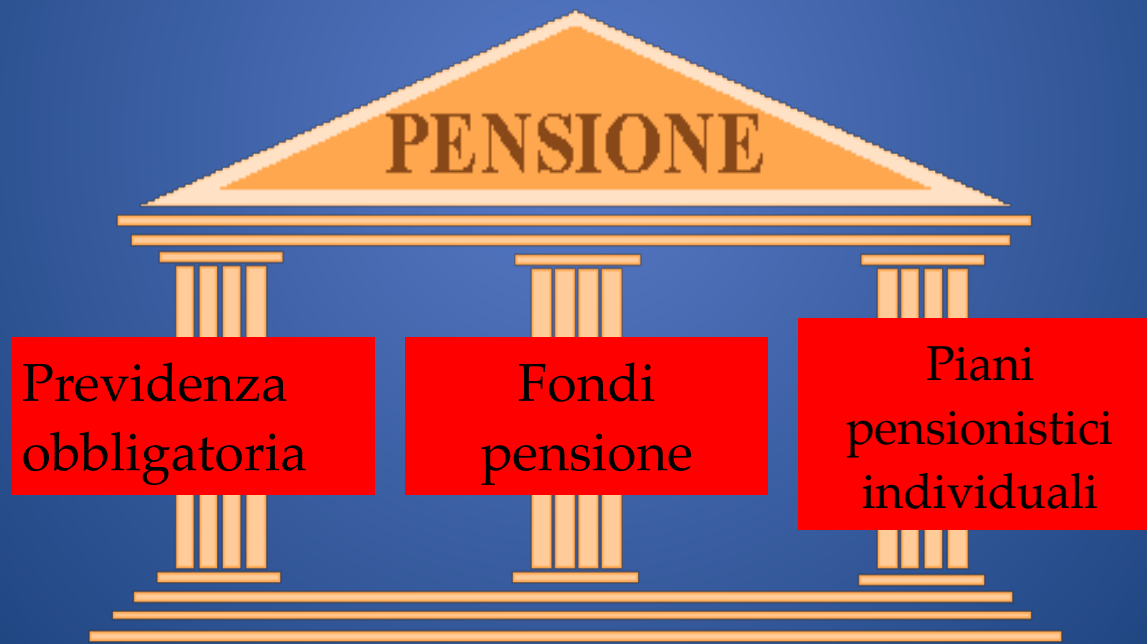 PENSIONE
Previdenza
obbligatoria
Fondi
pensione
Piani
pensionistici
individuali